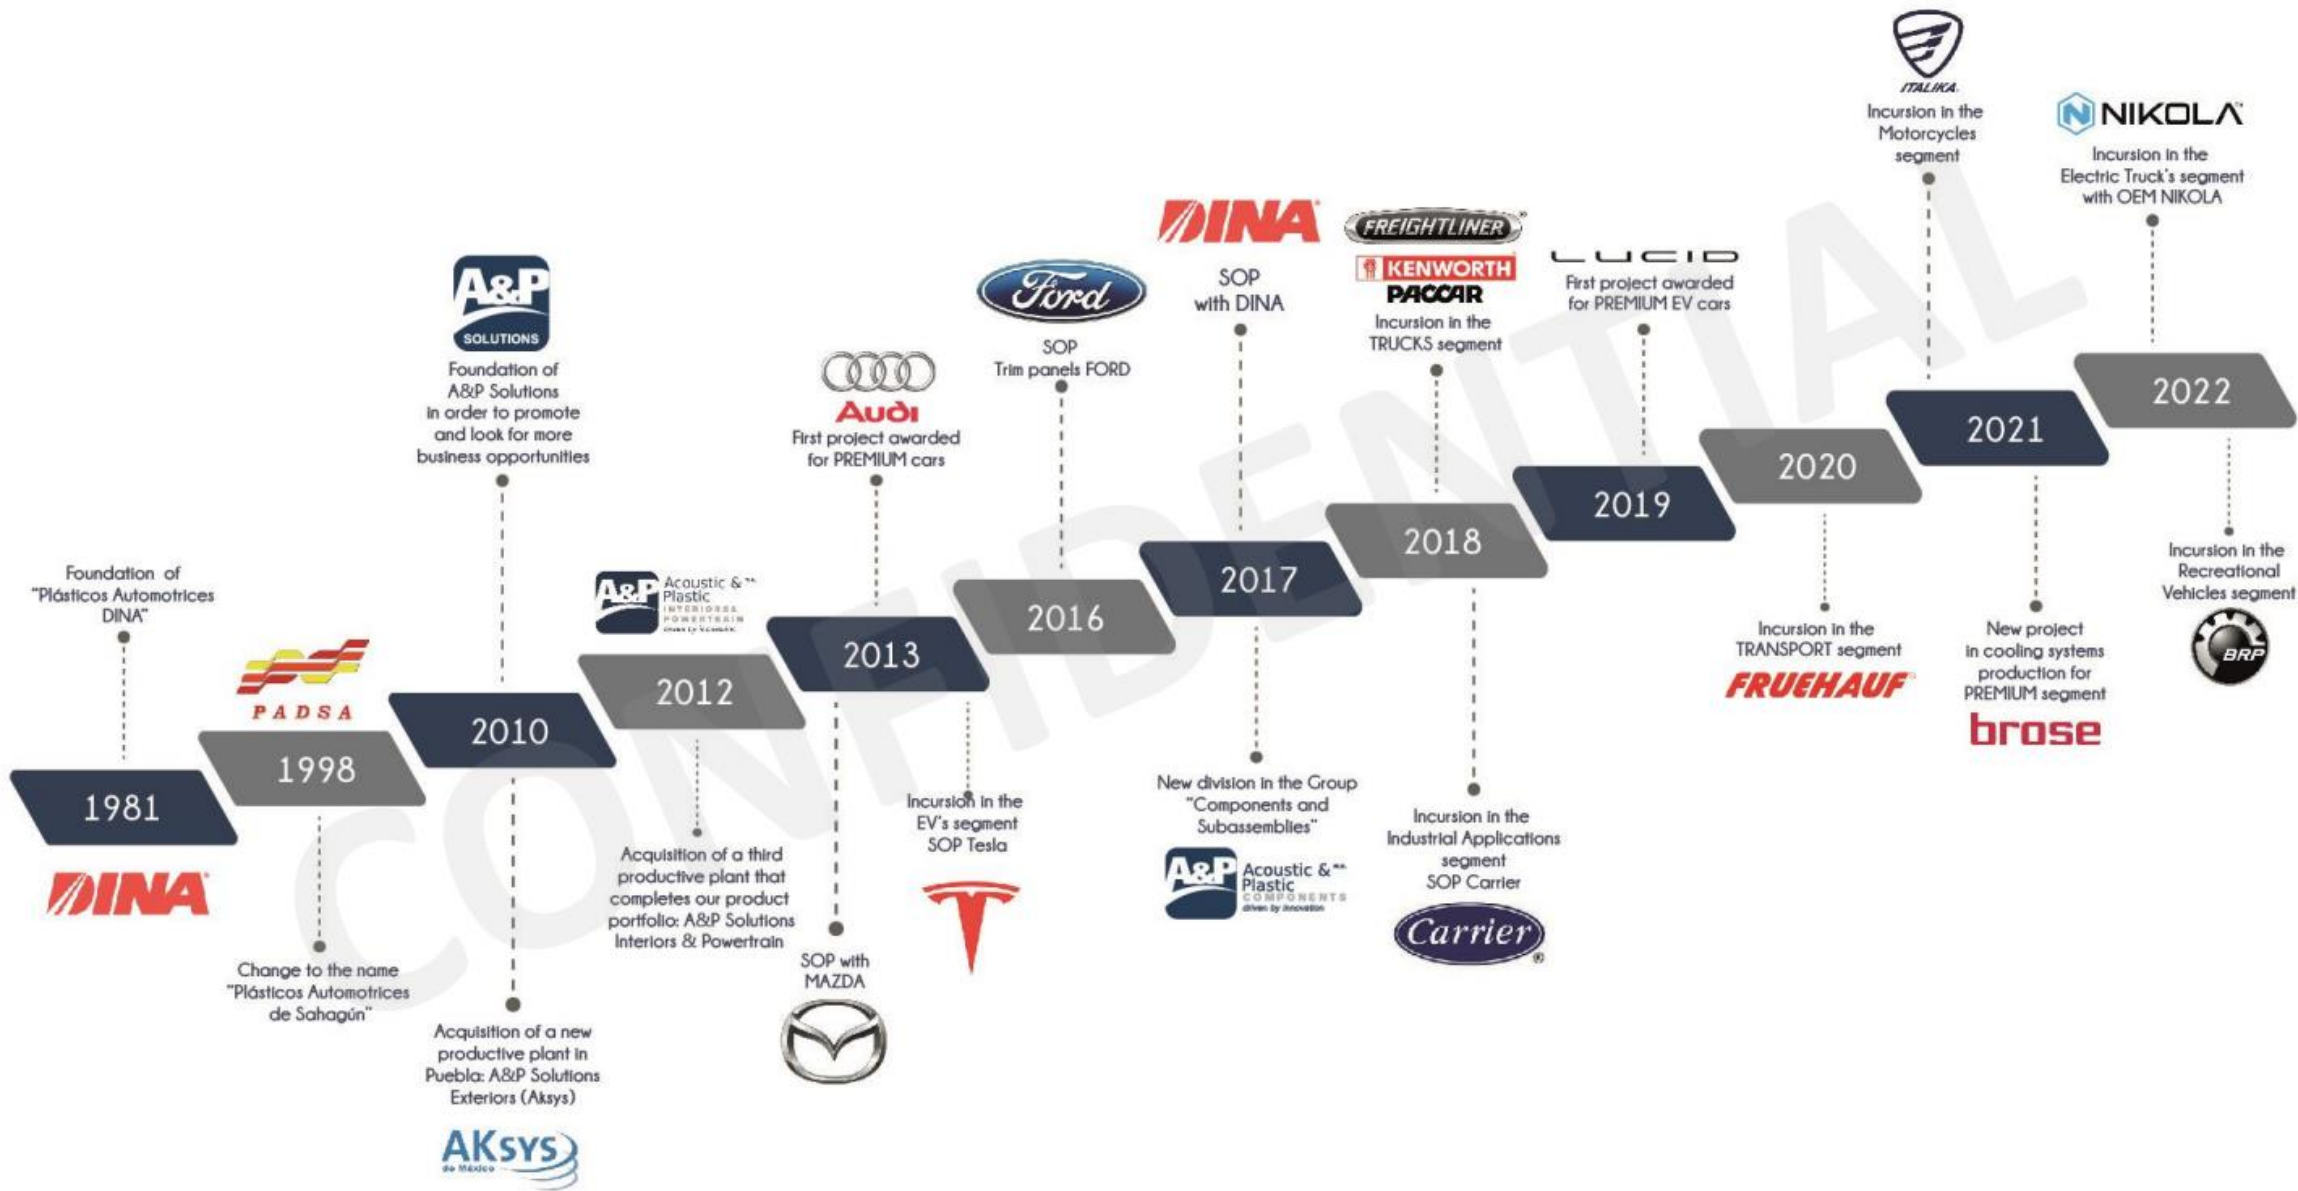 Foundation of
"Plásticos Automotrices
DINA"
1981
DINA
PADSA
1998
Change to the name
"Plásticos Automotrices
de Sahagún"
A&P
SOLUTIONS
Foundation of
A&P Solutions
in order to promote
and look for more
business opportunities
2010
Acquisition of a new
productive plant in
Puebla: A&P Solutions
Exteriors (Aksys)
AKsys
de México
A&P
Acoustic &
Plastic
INTERIORS&
POWERTRAIN
2012
Acquisition of a third
productive plant that
completes our product
portfolio: A&P Solutions
Interiors & Powertrain
Audi
First project awarded
for PREMIUM cars
2013
SOP with
MAZDA
Incursion in the
EV's segment
SOP Tesla
Ford
SOP
Trim panels FORD
2016
DINA
SOP
with DINA
2017
New division in the Group
"Components and
Subassemblies"
A&P
Acoustic &
Plastic
COMPONENTS
driven by innovation
FREIGHTLINER
KENWORTH
PACCAR
Incursion in the
TRUCKS segment
2018
Incursion in the
Industrial Applications
segment
SOP Carrier
Carrier
LUCID
First project awarded
for PREMIUM EV cars
2019
2020
Incursion in the
TRANSPORT segment
FRUEHAUF
ITALIKA
Incursion in the
Motorcycles
segment
2021
New project
in cooling systems
production for
PREMIUM segment
brose
NIKOLA
Incursion in the
Electric Truck's segment
with OEM NIKOLA
2022
Incursion in the
Recreational
Vehicles segment
BRP
CONFIDENTIAL